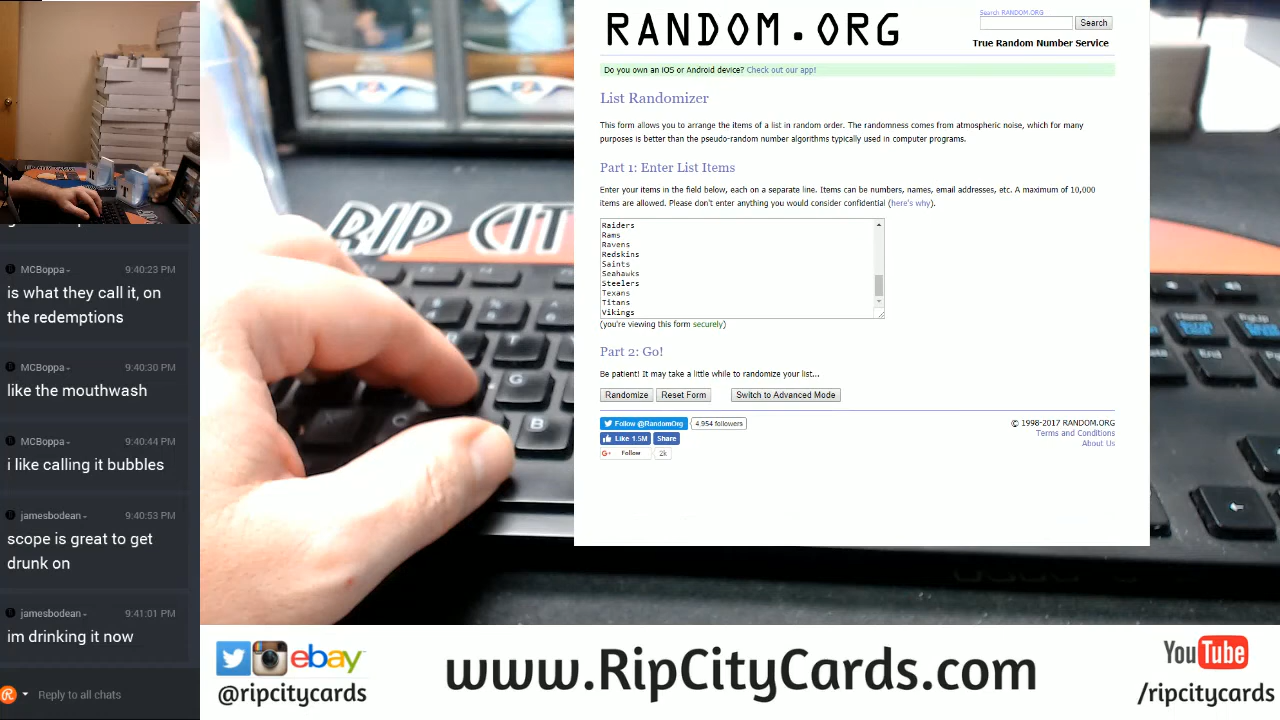 MCBoppa
9:40:23 PM
is what they call it, on
the redemptions
MCBoppa
9:40:30 PM
like the mouthwash
MCBoppa
9:40:44 PM
i like calling it bubbles
jamesbodean
9:40:53 PM
scope is great to get
drunk on
jamesbodean
9:41:01 PM
im drinking it now
Reply to all chats
RIP CIT
G
B
C
End
RANDOM.ORG
Search RANDOM.ORG
Search
True Random Number Service
Do you own an iOS or Android device? Check out our app!
List Randomizer
This form allows you to arrange the items of a list in random order. The randomness comes from atmospheric noise, which for many
purposes is better than the pseudo-random number algorithms typically used in computer programs.
Part 1: Enter List Items
Enter your items in the field below, each on a separate line. Items can be numbers, names, email addresses, etc. A maximum of 10,000
items are allowed. Please don't enter anything you would consider confidential (here's why).
Raiders
Rams
Ravens
Redskins
Saints
Seahawks
Steelers
Texans
Titans
Vikings
(you're viewing this form securely)
Part 2: Go!
Be patient! It may take a little while to randomize your list...
Randomize
Reset Form
Switch to Advanced Mode
Follow @RandomOrg
4,954 followers
Like 1.5M
Share
G+ Follow
2k
© 1998-2017 RANDOM.ORG
Terms and Conditions
About Us
ebay
@ripcitycards
www.RipCityCards.com
YouTube
/ripcitycards